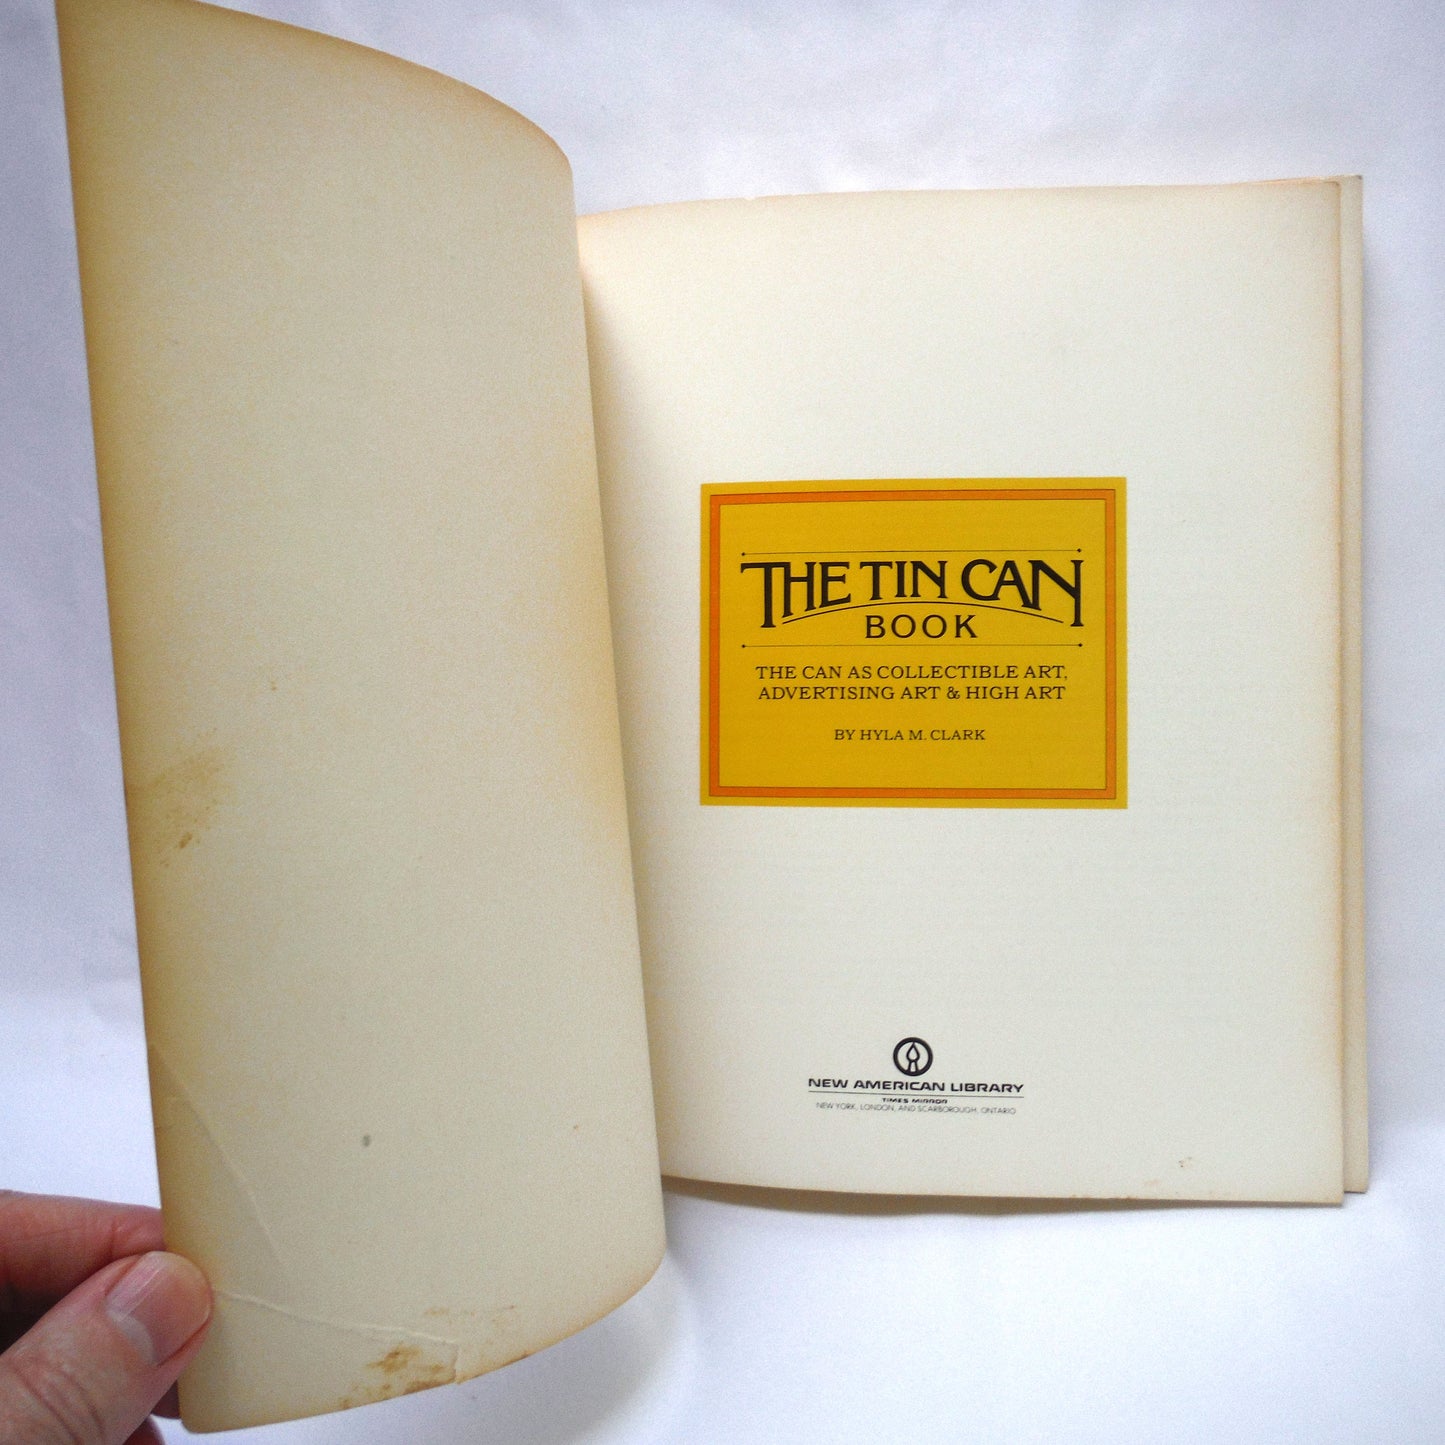 THE TIN CAN
BOOK
THE CAN AS COLLECTIBLE ART,
ADVERTISING ART & HIGH ART
BY HYLA M. CLARK
NEW AMERICAN LIBRARY
TIMES MIRROR
NEW YORK, LONDON, AND SCARBOROUGH, ONTARIO